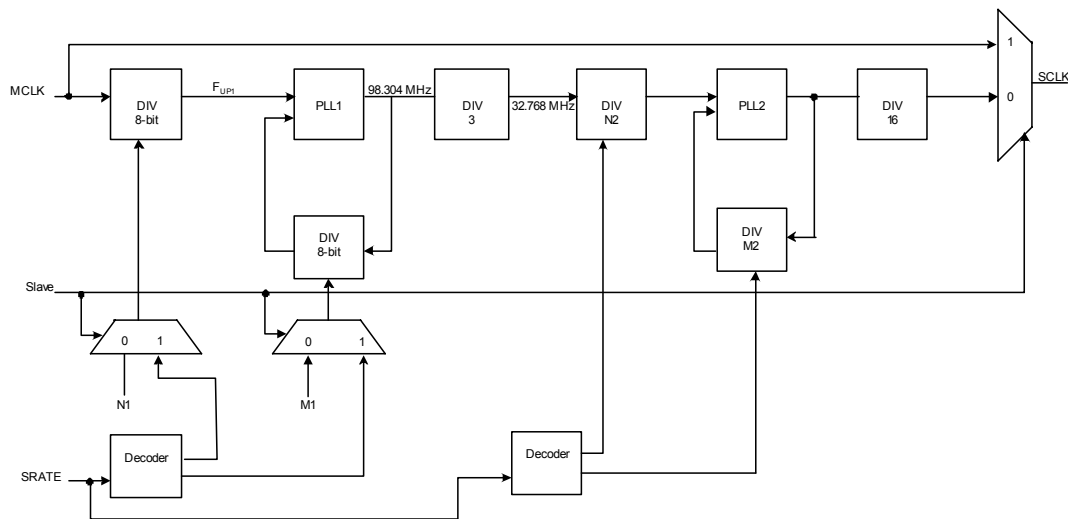 1
MCLK
DIV
8-bit
FUP1
PLL1
98.304 MHz
DIV
3
32.768 MHz
DIV
N2
PLL2
DIV
16
0
SCLK
DIV
8-bit
DIV
M2
Slave
0 1
0 1
N1
M1
Decoder
Decoder
SRATE